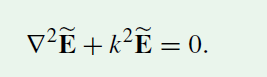 ∇²Ẽ + k²Ẽ = 0.